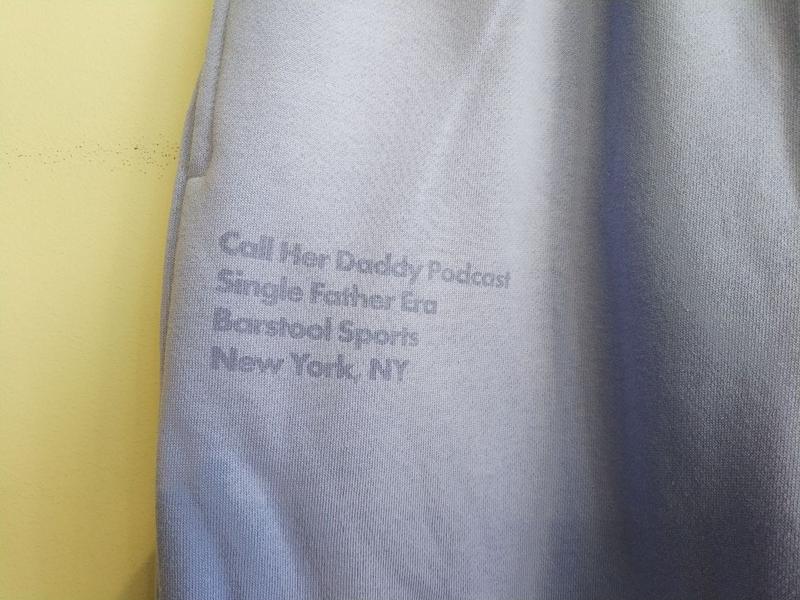 Call Her Daddy Podcast
Single Father Era
Barstool Sports
New York, NY